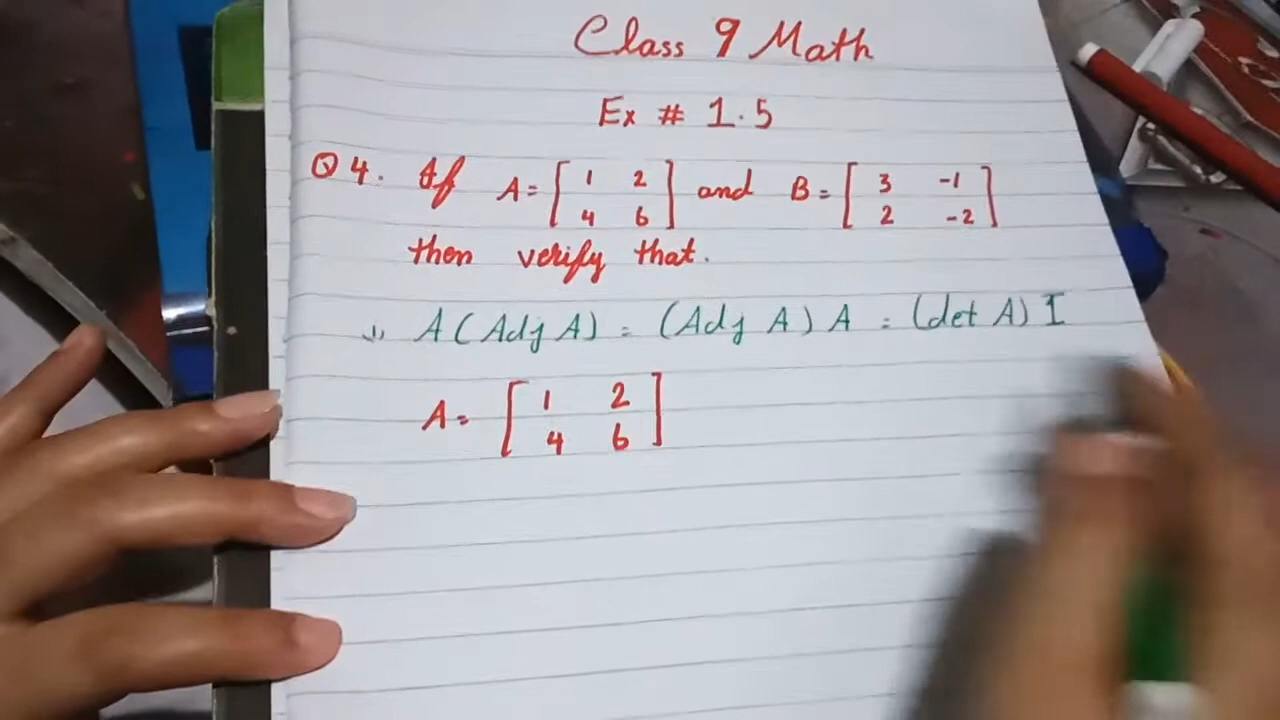 Class 9 Math
Ex # 1.5
Q4. If A = [ 1 2 ] and B = [ 3 -1 ]
4 6 2 -2
then verify that.
i, A (Adj A) = (Adj A) A = (det A) I
A = [ 1 2 ]
4 6